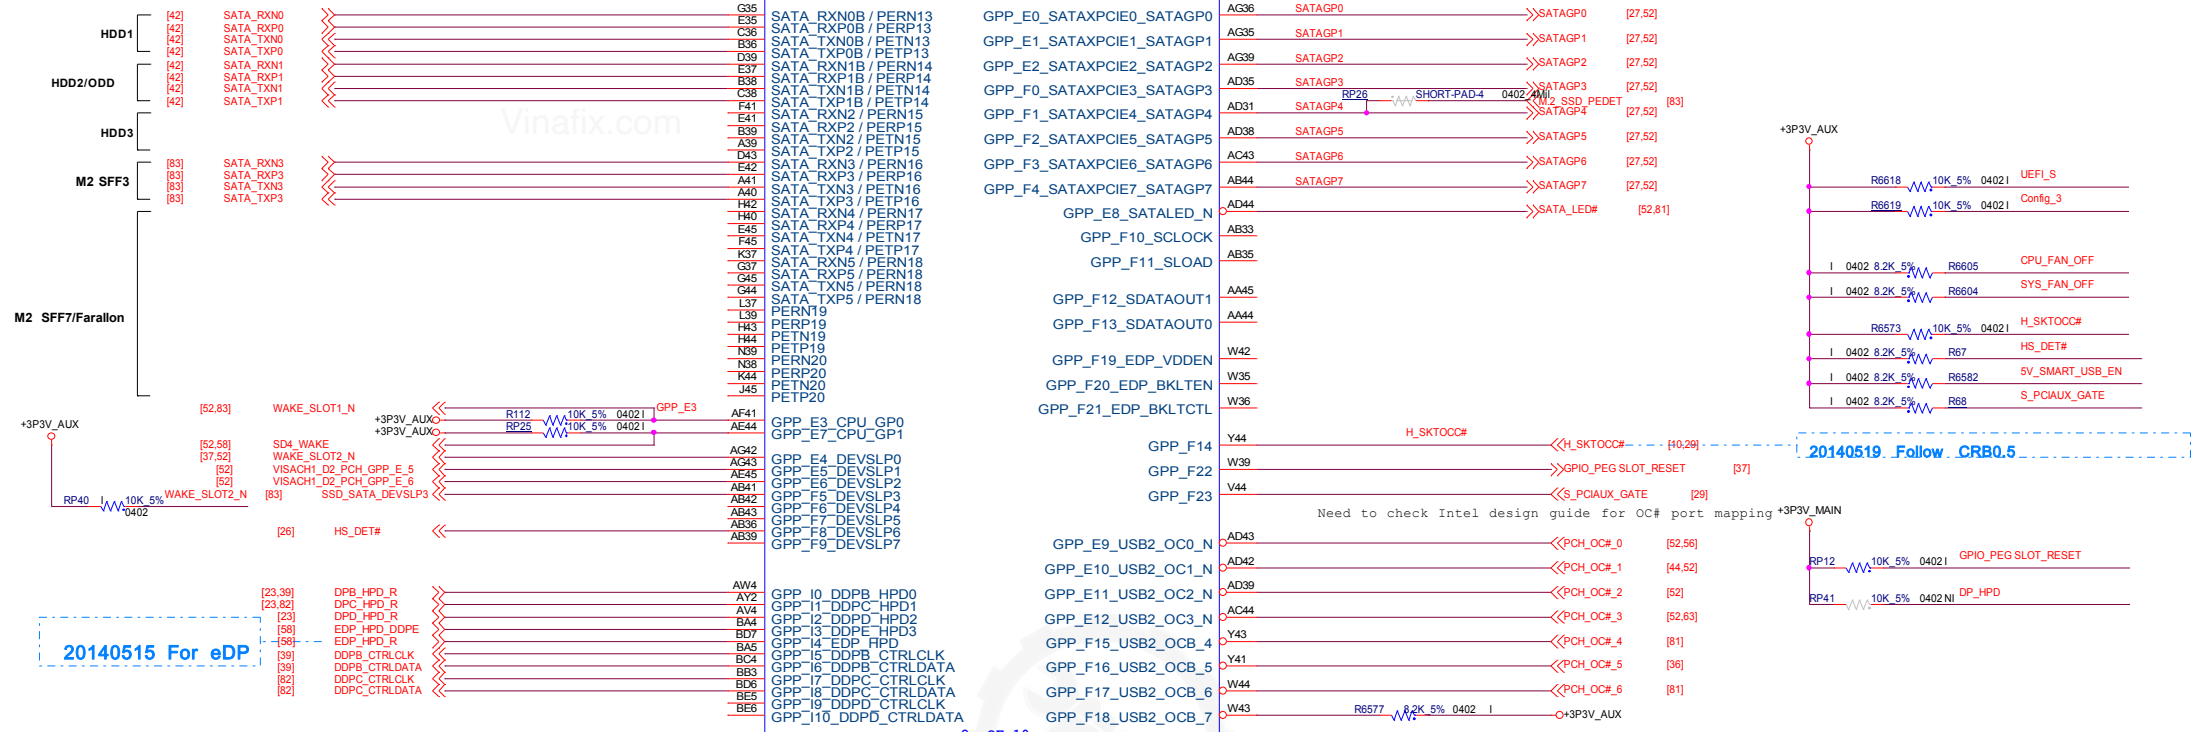 HDD1
[42] SATA_RXN0
[42] SATA_RXP0
[42] SATA_TXN0
[42] SATA_TXP0
HDD2/ODD
[42] SATA_RXN1
[42] SATA_RXP1
[42] SATA_TXN1
[42] SATA_TXP1
HDD3
M2 SFF3
[83] SATA_RXN3
[83] SATA_RXP3
[83] SATA_TXN3
[83] SATA_TXP3
M2 SFF7/Farallon
Vinafix.com
G35 SATA_RXN0B / PERN13
E35 SATA_RXP0B / PERP13
C36 SATA_TXN0B / PETN13
B36 SATA_TXP0B / PETP13
D39 SATA_RXN1B / PERN14
E37 SATA_RXP1B / PERP14
B38 SATA_TXN1B / PETN14
C38 SATA_TXP1B / PETP14
F41 SATA_RXN2 / PERN15
E41 SATA_RXP2 / PERP15
B39 SATA_TXN2 / PETN15
A39 SATA_TXP2 / PETP15
D43 SATA_RXN3 / PERN16
E42 SATA_RXP3 / PERP16
A41 SATA_TXN3 / PETN16
A40 SATA_TXP3 / PETP16
H42 SATA_RXN4 / PERN17
H40 SATA_RXP4 / PERP17
E45 SATA_TXN4 / PETN17
F45 SATA_TXP4 / PETP17
K37 SATA_RXN5 / PERN18
G37 SATA_RXP5 / PERN18
G45 SATA_TXN5 / PERN18
G44 SATA_TXP5 / PERN18
L37 PERN19
L39 PERP19
H43 PETN19
H44 PETP19
N39 PERN20
N38 PERP20
K44 PETN20
J45 PETP20
[52,83] WAKE_SLOT1_N GPP_E3
+3P3V_AUX R112 10K_5% 0402 I AF41 GPP_E3_CPU_GP0
+3P3V_AUX RP25 10K_5% 0402 I AE44 GPP_E7_CPU_GP1
[52,58] SD4_WAKE
[37,52] WAKE_SLOT2_N AG42 GPP_E4_DEVSLP0
[52] VISACH1_D2_PCH_GPP_E_5 AG43 GPP_E5_DEVSLP1
[52] VISACH1_D2_PCH_GPP_E_6 AE45 GPP_E6_DEVSLP2
[83] SSD_SATA_DEVSLP3 AB41 GPP_F5_DEVSLP3
AB42 GPP_F6_DEVSLP4
AB43 GPP_F7_DEVSLP5
[26] HS_DET# AB36 GPP_F8_DEVSLP6
AB39 GPP_F9_DEVSLP7
+3P3V_AUX
RP40 I 10K_5% 0402 WAKE_SLOT2_N
[23,39] DPB_HPD_R AW4 GPP_I0_DDPB_HPD0
[23,82] DPC_HPD_R AY2 GPP_I1_DDPC_HPD1
[23] DPD_HPD_R AV4 GPP_I2_DDPD_HPD2
[58] EDP_HPD_DDPE BA4 GPP_I3_DDPE_HPD3
[58] EDP_HPD_R BD7 GPP_I4_EDP_HPD
[39] DDPB_CTRLCLK BA5 GPP_I5_DDPB_CTRLCLK
[39] DDPB_CTRLDATA BC4 GPP_I6_DDPB_CTRLDATA
[82] DDPC_CTRLCLK BB3 GPP_I7_DDPC_CTRLCLK
[82] DDPC_CTRLDATA BD6 GPP_I8_DDPC_CTRLDATA
BE5 GPP_I9_DDPD_CTRLCLK
BE6 GPP_I10_DDPD_CTRLDATA
20140515 For eDP
GPP_E0_SATAXPCIE0_SATAGP0 AG36 SATAGP0 SATAGP0 [27,52]
GPP_E1_SATAXPCIE1_SATAGP1 AG35 SATAGP1 SATAGP1 [27,52]
GPP_E2_SATAXPCIE2_SATAGP2 AG39 SATAGP2 SATAGP2 [27,52]
GPP_F0_SATAXPCIE3_SATAGP3 AD35 SATAGP3 SATAGP3 [27,52]
RP26 SHORT-PAD-4 0402_4Mil M.2_SSD_PEDET [83]
GPP_F1_SATAXPCIE4_SATAGP4 AD31 SATAGP4 SATAGP4 [27,52]
GPP_F2_SATAXPCIE5_SATAGP5 AD38 SATAGP5 SATAGP5 [27,52]
GPP_F3_SATAXPCIE6_SATAGP6 AC43 SATAGP6 SATAGP6 [27,52]
GPP_F4_SATAXPCIE7_SATAGP7 AB44 SATAGP7 SATAGP7 [27,52]
GPP_E8_SATALED_N AD44 SATA_LED# [52,81]
GPP_F10_SCLOCK AB33
GPP_F11_SLOAD AB35
GPP_F12_SDATAOUT1 AA45
GPP_F13_SDATAOUT0 AA44
GPP_F19_EDP_VDDEN W42
GPP_F20_EDP_BKLTEN W35
GPP_F21_EDP_BKLTCTL W36
GPP_F14 Y44 H_SKTOCC# H_SKTOCC# [10,29]
GPP_F22 W39 GPIO_PEG SLOT_RESET [37]
GPP_F23 V44 S_PCIAUX_GATE [29]
Need to check Intel design guide for OC# port mapping
GPP_E9_USB2_OC0_N AD43 PCH_OC#_0 [52,56]
GPP_E10_USB2_OC1_N AD42 PCH_OC#_1 [44,52]
GPP_E11_USB2_OC2_N AD39 PCH_OC#_2 [52]
GPP_E12_USB2_OC3_N AC44 PCH_OC#_3 [52,63]
GPP_F15_USB2_OCB_4 Y43 PCH_OC#_4 [81]
GPP_F16_USB2_OCB_5 Y41 PCH_OC#_5 [36]
GPP_F17_USB2_OCB_6 W44 PCH_OC#_6 [81]
GPP_F18_USB2_OCB_7 W43 R6577 8.2K_5% 0402 I +3P3V_AUX
+3P3V_AUX
R6618 10K_5% 0402 I UEFI_S
R6619 10K_5% 0402 I Config_3
I 0402 8.2K_5% R6605 CPU_FAN_OFF
I 0402 8.2K_5% R6604 SYS_FAN_OFF
R6573 10K_5% 0402 I H_SKTOCC#
I 0402 8.2K_5% R67 HS_DET#
I 0402 8.2K_5% R6582 5V_SMART_USB_EN
I 0402 8.2K_5% R68 S_PCIAUX_GATE
20140519 Follow CRB0.5
+3P3V_MAIN
RP12 10K_5% 0402 I GPIO_PEG SLOT_RESET
RP41 10K_5% 0402 NI DP_HPD